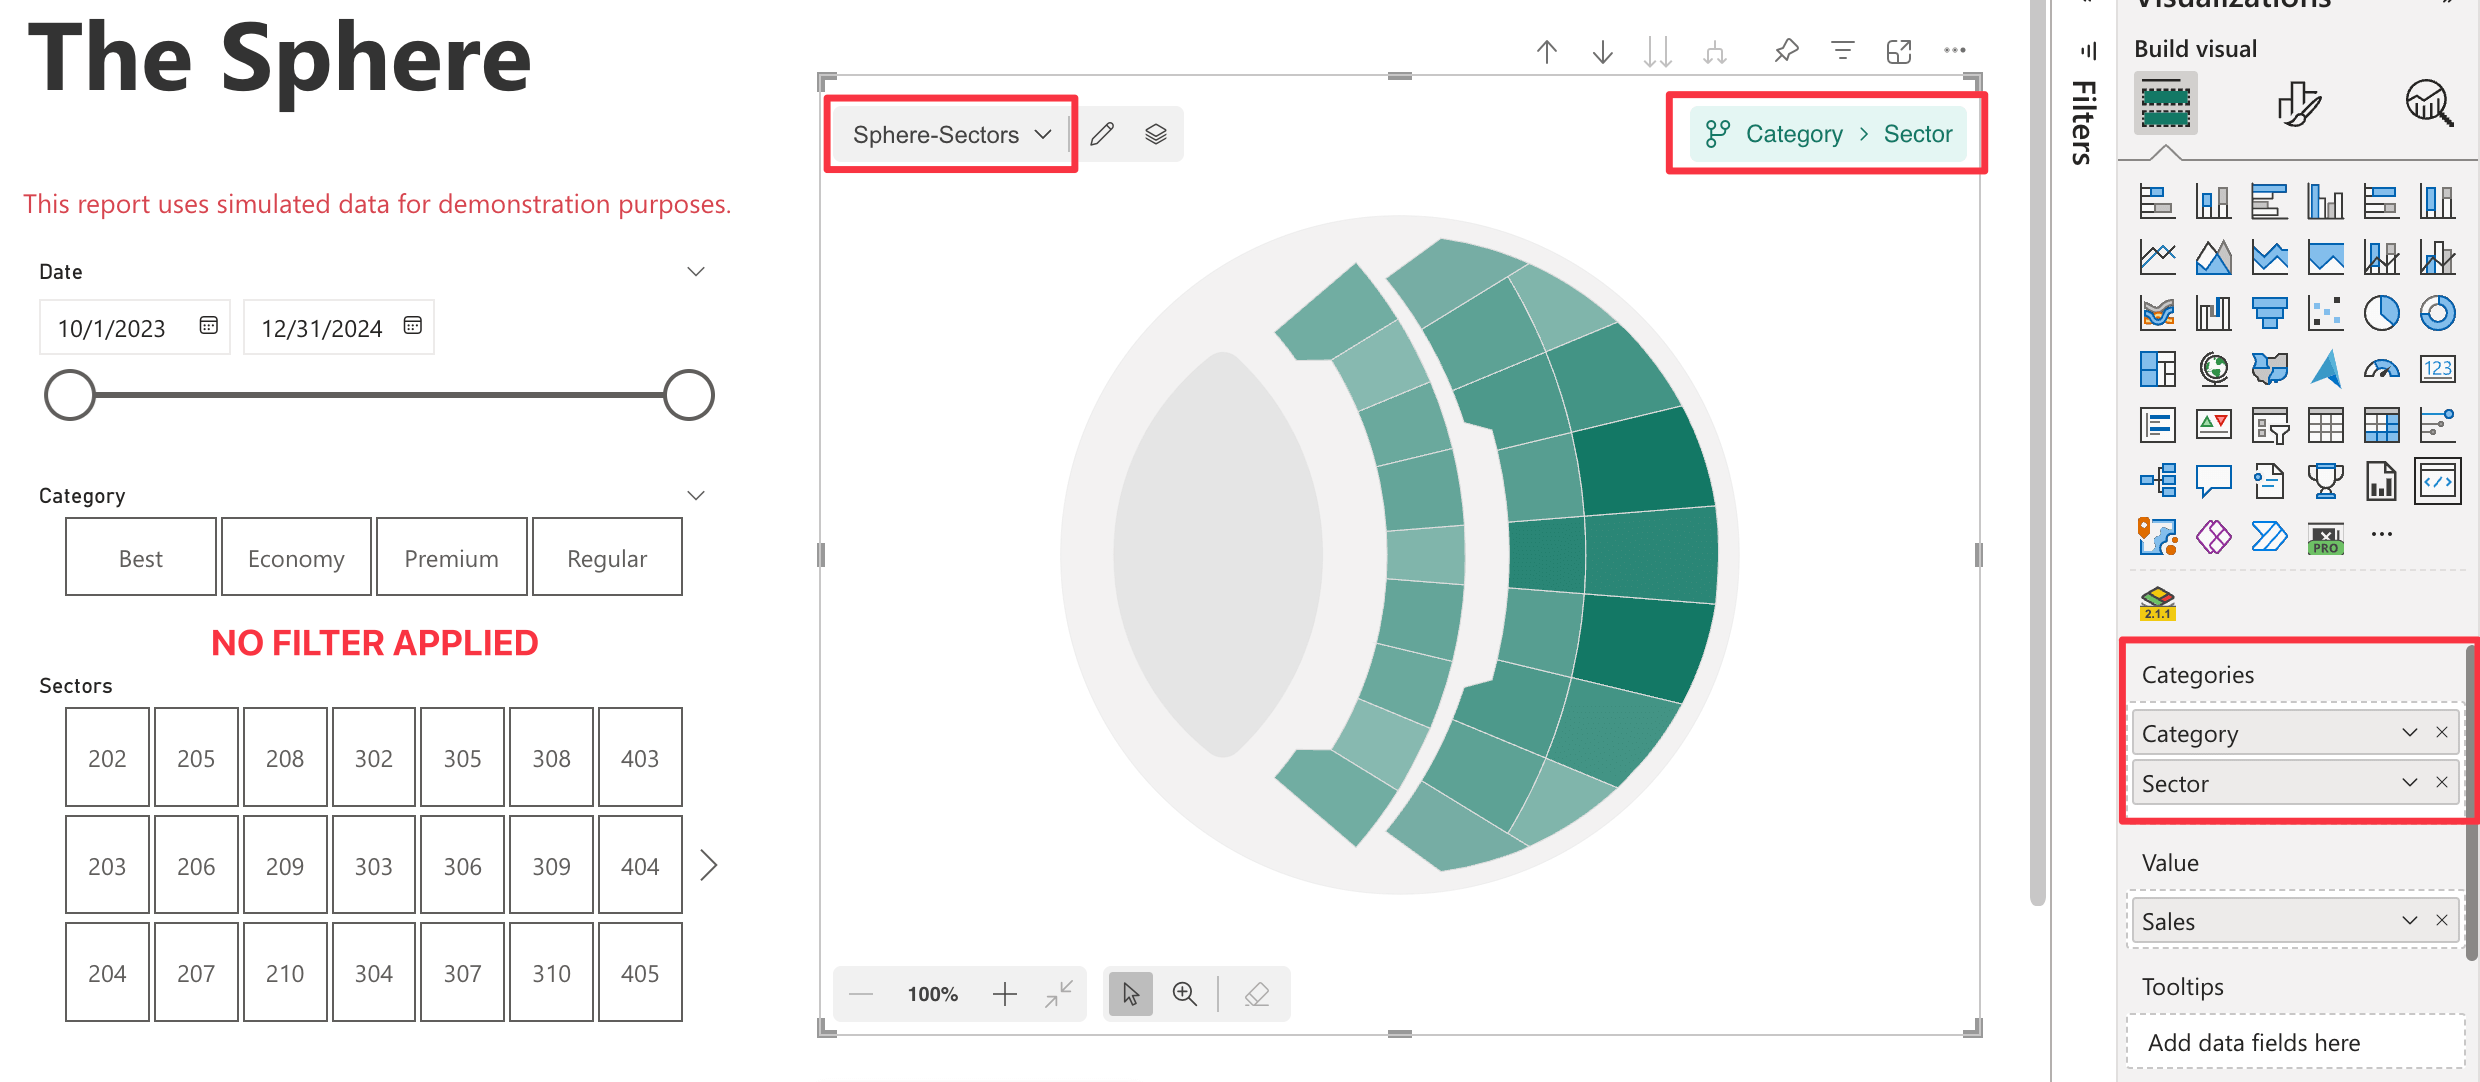 The Sphere
This report uses simulated data for demonstration purposes.
Date
10/1/2023
12/31/2024
Category
Best
Economy
Premium
Regular
NO FILTER APPLIED
Sectors
202 205 208 302 305 308 403
203 206 209 303 306 309 404
204 207 210 304 307 310 405
Sphere-Sectors
Category > Sector
100%
Filters
Visualizations
Build visual
123
PRO
2.1.1
Categories
Category
Sector
Value
Sales
Tooltips
Add data fields here